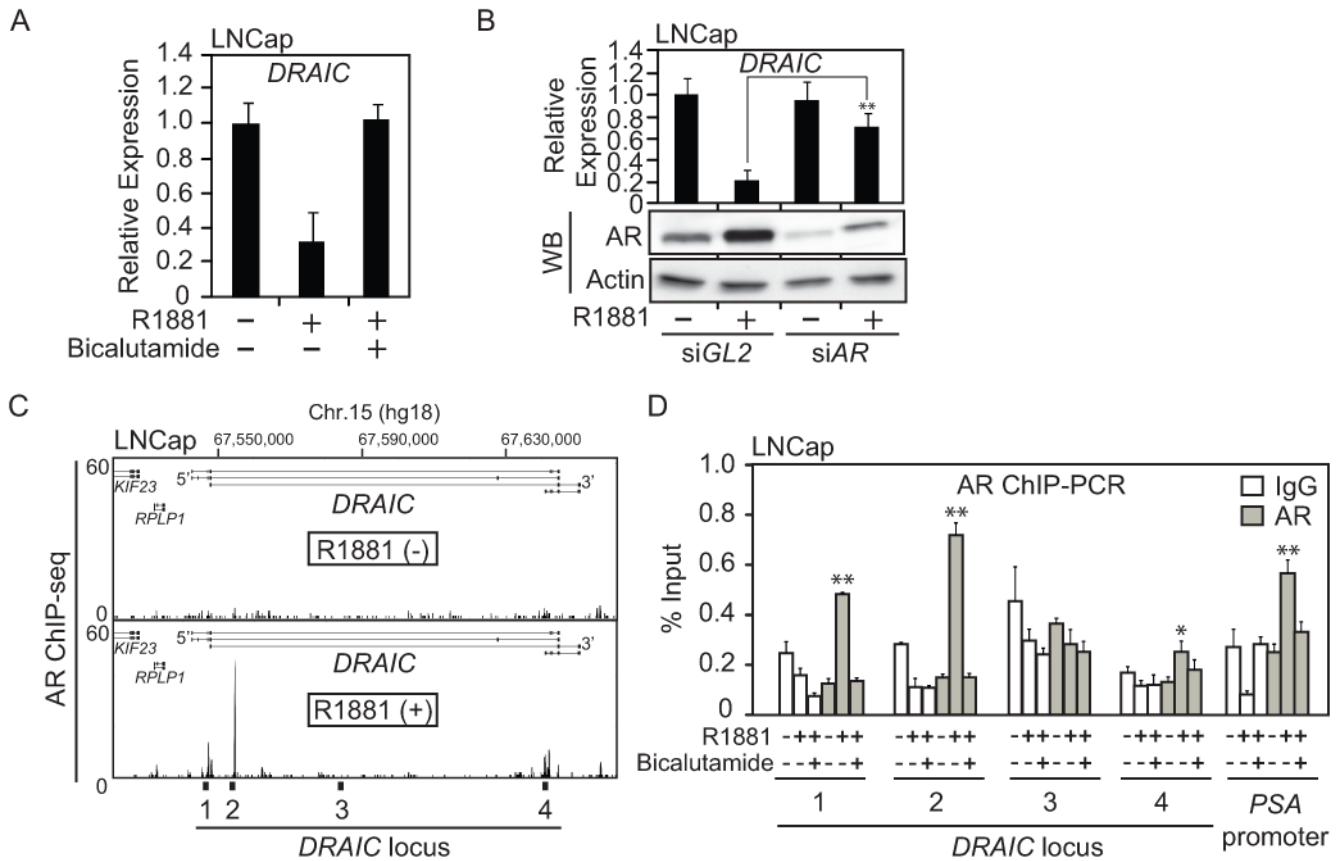 A
LNCap
DRAIC
Relative Expression
1.4
1.2
1.0
0.8
0.6
0.4
0.2
0
R1881 – + +
Bicalutamide – – +
B
LNCap
DRAIC
Relative Expression
1.4
1.2
1.0
0.8
0.6
0.4
0.2
0
**
WB
AR
Actin
R1881 – + – +
siGL2 siAR
C
Chr.15 (hg18)
LNCap
67,550,000 67,590,000 67,630,000
AR ChIP-seq
60
KIF23
5' 3'
RPLP1
DRAIC
R1881 (-)
0
60
KIF23
5' 3'
RPLP1
DRAIC
R1881 (+)
0
1 2 3 4
DRAIC locus
D
LNCap
AR ChIP-PCR
IgG
AR
% Input
1.0
0.8
0.6
0.4
0.2
0
** ** * **
R1881 -++-++ -++-++ -++-++ -++-++ -++-++
Bicalutamide --+--+ --+--+ --+--+ --+--+ --+--+
1 2 3 4 PSA promoter
DRAIC locus